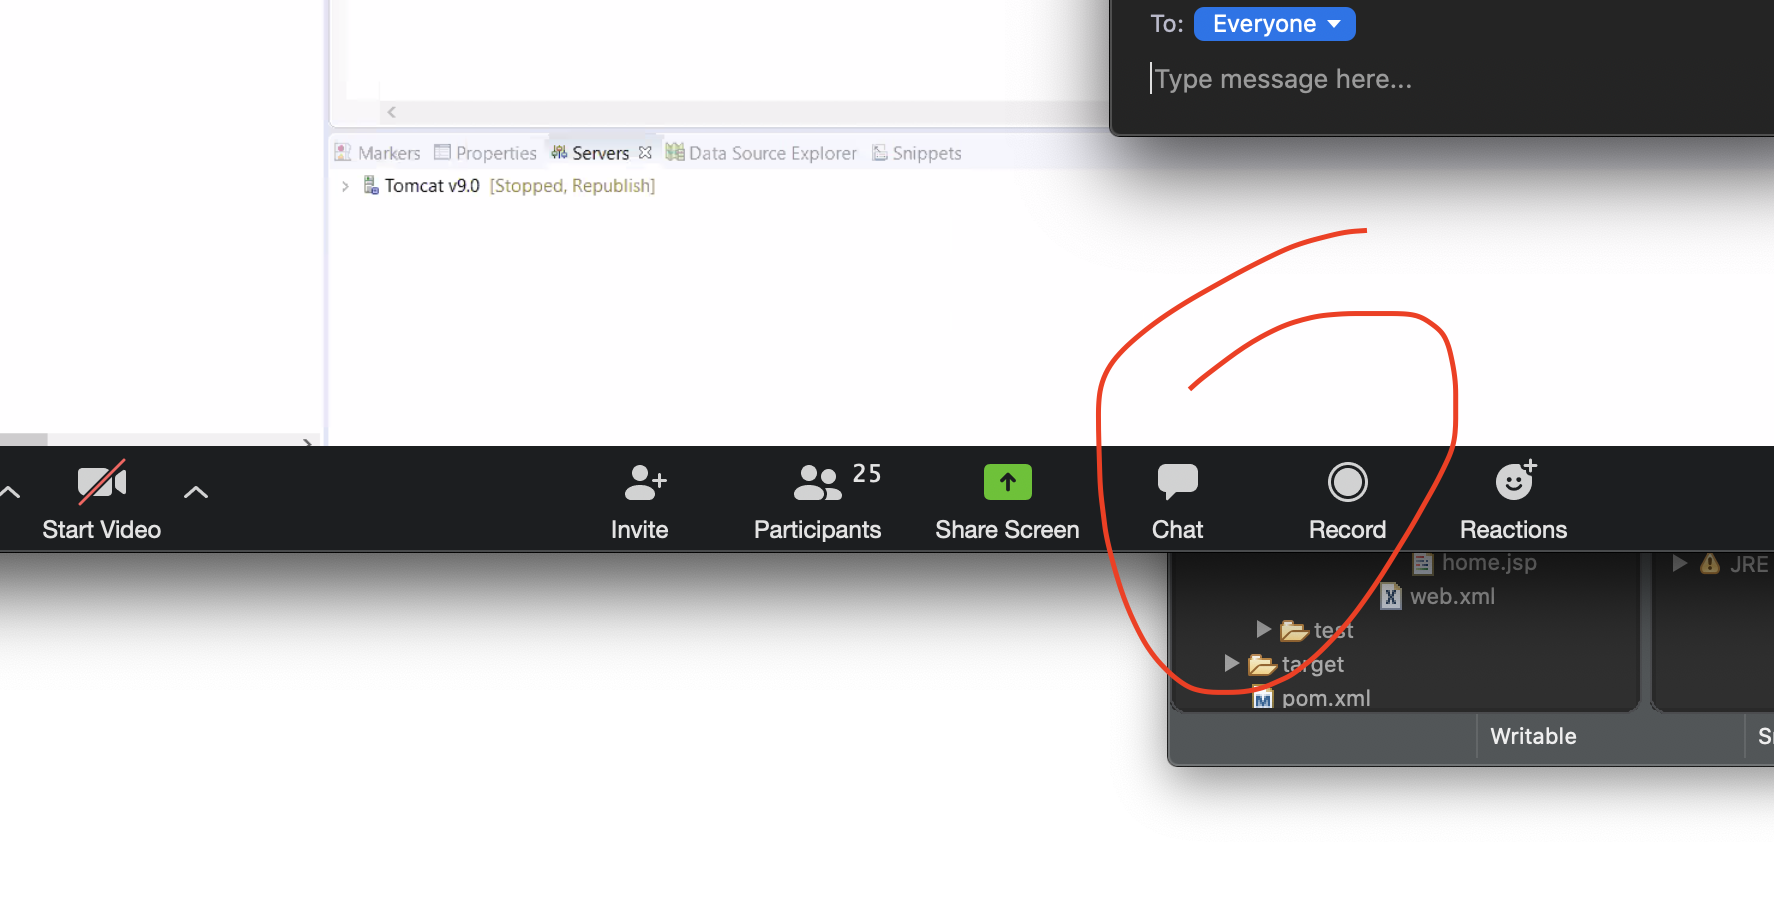 To: Everyone
Type message here...
Markers Properties Servers Data Source Explorer Snippets
Tomcat v9.0 [Stopped, Republish]
25
Start Video Invite Participants Share Screen Chat Record Reactions
home.jsp JRE
web.xml
test
target
pom.xml
Writable